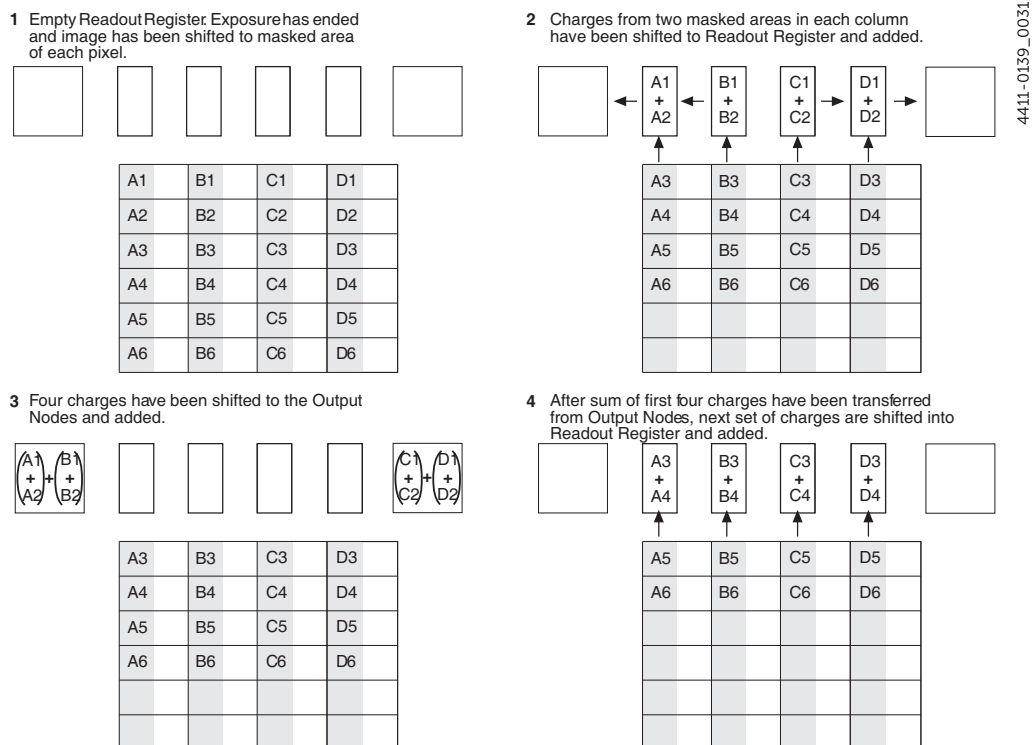 1 Empty Readout Register. Exposure has ended
and image has been shifted to masked area
of each pixel.
A1 B1 C1 D1
A2 B2 C2 D2
A3 B3 C3 D3
A4 B4 C4 D4
A5 B5 C5 D5
A6 B6 C6 D6
2 Charges from two masked areas in each column
have been shifted to Readout Register and added.
A1 B1 C1 D1
+ + + +
A2 B2 C2 D2
A3 B3 C3 D3
A4 B4 C4 D4
A5 B5 C5 D5
A6 B6 C6 D6
3 Four charges have been shifted to the Output
Nodes and added.
(A1 (B1 (C1 (D1
+ + + + + +
A2) B2) C2) D2)
A3 B3 C3 D3
A4 B4 C4 D4
A5 B5 C5 D5
A6 B6 C6 D6
4 After sum of first four charges have been transferred
from Output Nodes, next set of charges are shifted into
Readout Register and added.
A3 B3 C3 D3
+ + + +
A4 B4 C4 D4
A5 B5 C5 D5
A6 B6 C6 D6
4411-0139_0031